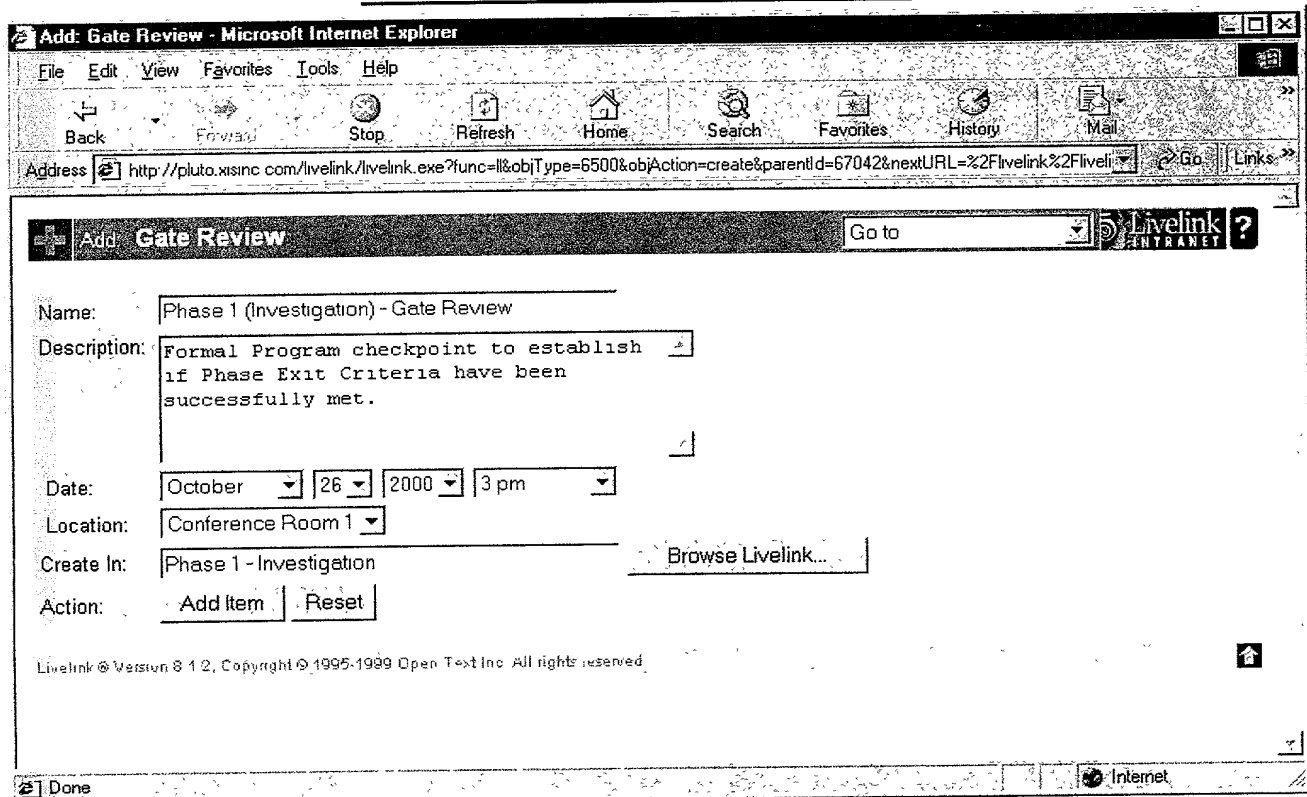 Add: Gate Review - Microsoft Internet Explorer
File Edit View Favorites Tools Help
Back Forward Stop Refresh Home Search Favorites History Mail
Address http://pluto.xisinc.com/livelink/livelink.exe?func=ll&objType=6500&objAction=create&parentId=67042&nextURL=%2Flivelink%2Fliveli Go Links
Add: Gate Review Go to Livelink INTRANET ?
Name: Phase 1 (Investigation) - Gate Review
Description: Formal Program checkpoint to establish
if Phase Exit Criteria have been
successfully met.
Date: October 26 2000 3 pm
Location: Conference Room 1
Create In: Phase 1 - Investigation Browse Livelink...
Action: Add Item Reset
Livelink ® Version 8.1.2, Copyright © 1995-1999 Open Text Inc. All rights reserved.
Done Internet